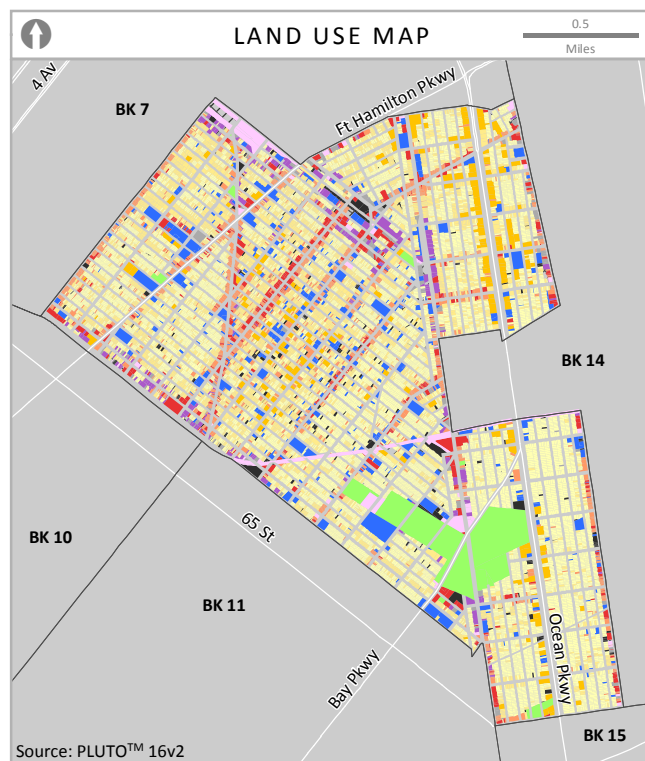 LAND USE MAP
0.5
Miles
4 Av
BK 7
Ft Hamilton Pkwy
BK 14
BK 10
65 St
BK 11
Bay Pkwy
Ocean Pkwy
BK 15
Source: PLUTO™ 16v2